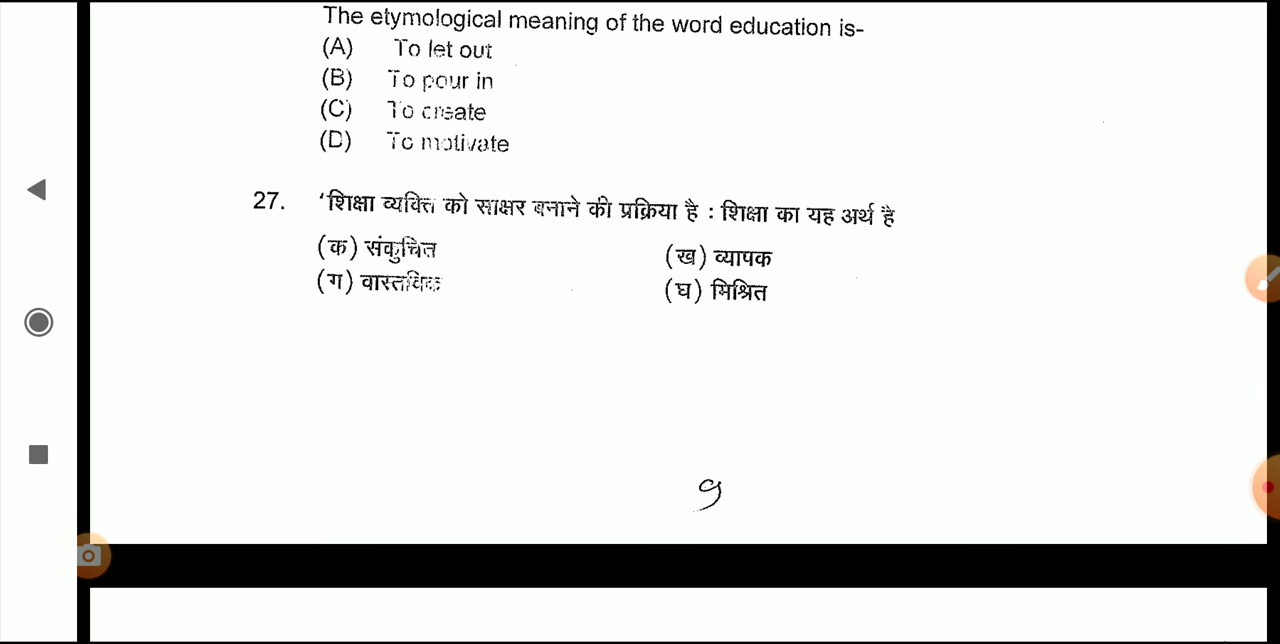 The etymological meaning of the word education is-
(A) To let out
(B) To pour in
(C) To create
(D) To motivate
27. 'शिक्षा व्यक्ति को साक्षर बनाने की प्रक्रिया है : शिक्षा का यह अर्थ है
(क) संकुचित (ख) व्यापक
(ग) वास्तविक (घ) मिश्रित
9